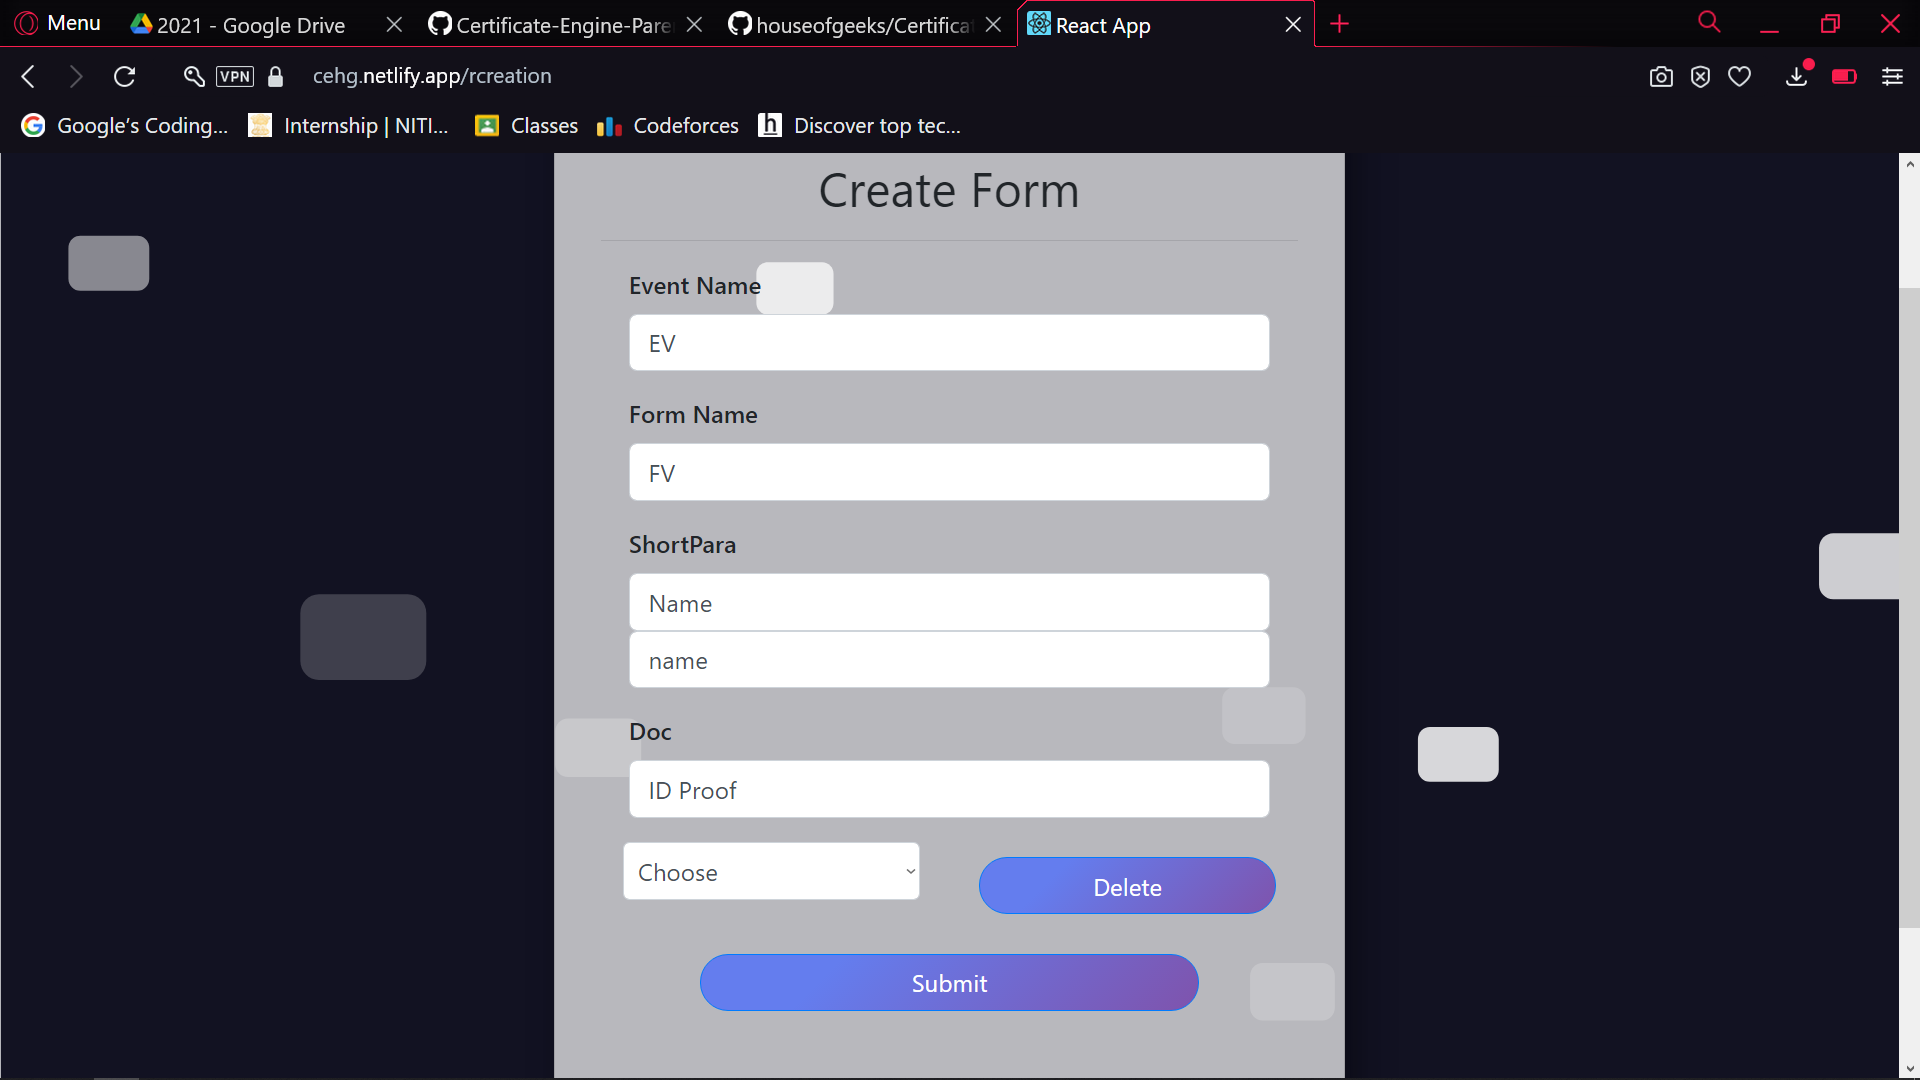 Menu
2021 - Google Drive
Certificate-Engine-Pare
houseofgeeks/Certifica
React App
VPN
cehg.netlify.app/rcreation
Google's Coding...
Internship | NITI...
Classes
Codeforces
h
Discover top tec...
Create Form
Event Name
EV
Form Name
FV
ShortPara
Name
name
Doc
ID Proof
Choose
Delete
Submit